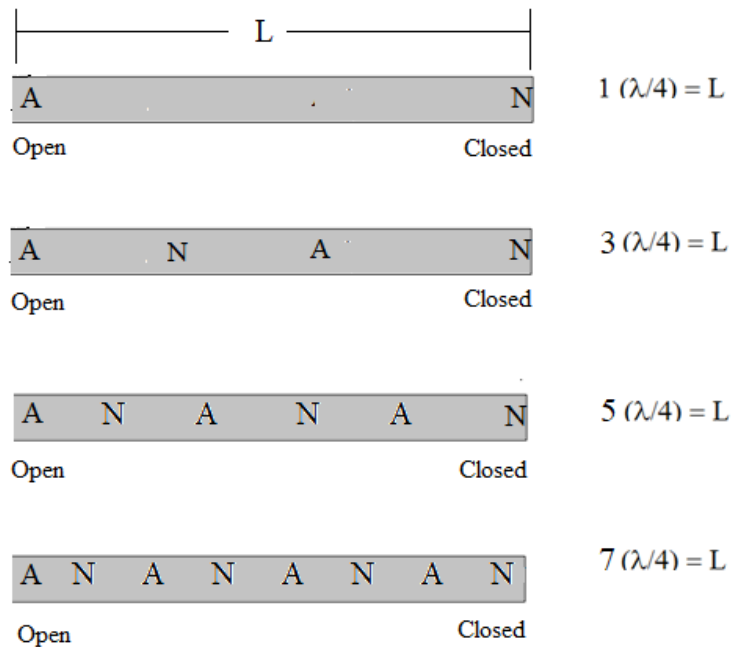 L
A N 1 (λ/4) = L
Open Closed
A N A N 3 (λ/4) = L
Open Closed
A N A N A N 5 (λ/4) = L
Open Closed
A N A N A N A N 7 (λ/4) = L
Open Closed